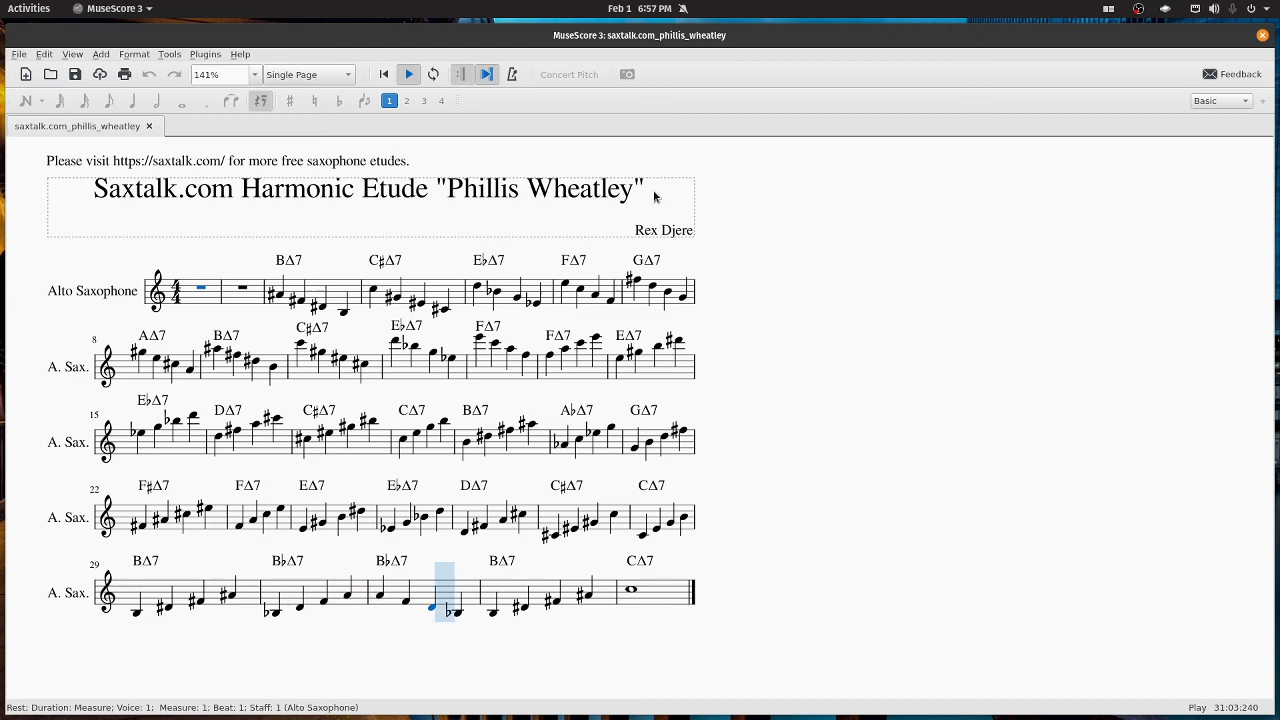 Activities MuseScore 3 Feb 1 6:57 PM
MuseScore 3: saxtalk.com_phillis_wheatley
File Edit View Add Format Tools Plugins Help
141% Single Page Concert Pitch Feedback
1 2 3 4 Basic
saxtalk.com_phillis_wheatley
Please visit https://saxtalk.com/ for more free saxophone etudes.
Saxtalk.com Harmonic Etude "Phillis Wheatley"
Rex Djere
BΔ7 C♯Δ7 E♭Δ7 FΔ7 GΔ7
Alto Saxophone
8 AΔ7 BΔ7 C♯Δ7 E♭Δ7 FΔ7 FΔ7 EΔ7
A. Sax.
15 E♭Δ7 DΔ7 C♯Δ7 CΔ7 BΔ7 A♭Δ7 GΔ7
A. Sax.
22 F♯Δ7 FΔ7 EΔ7 E♭Δ7 DΔ7 C♯Δ7 CΔ7
A. Sax.
29 BΔ7 B♭Δ7 B♭Δ7 BΔ7 CΔ7
A. Sax.
Rest: Duration: Measure; Voice: 1; Measure: 1; Beat: 1; Staff: 1 (Alto Saxophone) Play 31:03:240